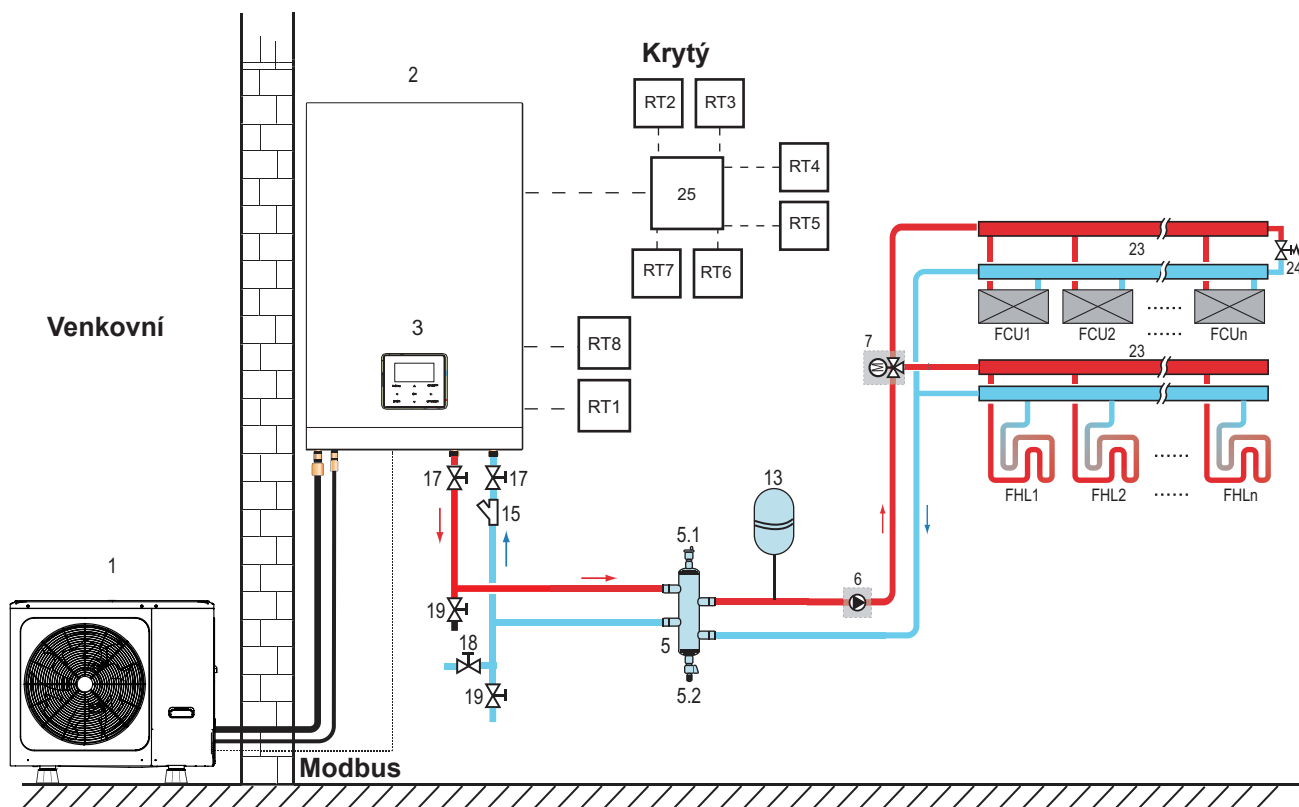 Krytý
2
RT2
RT3
RT4
25
RT5
RT7
RT6
23
24
Venkovní
3
FCU1
FCU2
......
......
FCUn
RT8
7
23
RT1
17
17
13
FHL1
FHL2
......
......
FHLn
15
5.1
1
6
19
5
18
19
5.2
Modbus